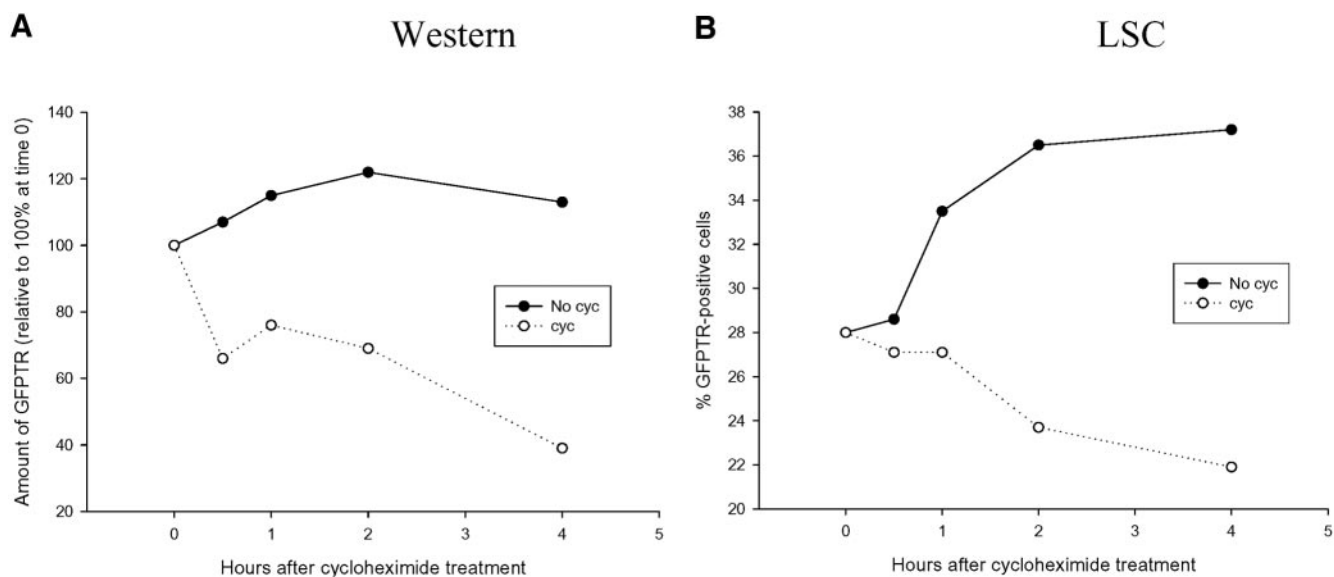 A
Western
Amount of GFPTR (relative to 100% at time 0)
140
120
100
80
60
40
20
0
1
2
3
4
5
Hours after cycloheximide treatment
No cyc
cyc
B
LSC
% GFPTR-positive cells
38
36
34
32
30
28
26
24
22
20
0
1
2
3
4
5
Hours after cycloheximide treatment
No cyc
cyc